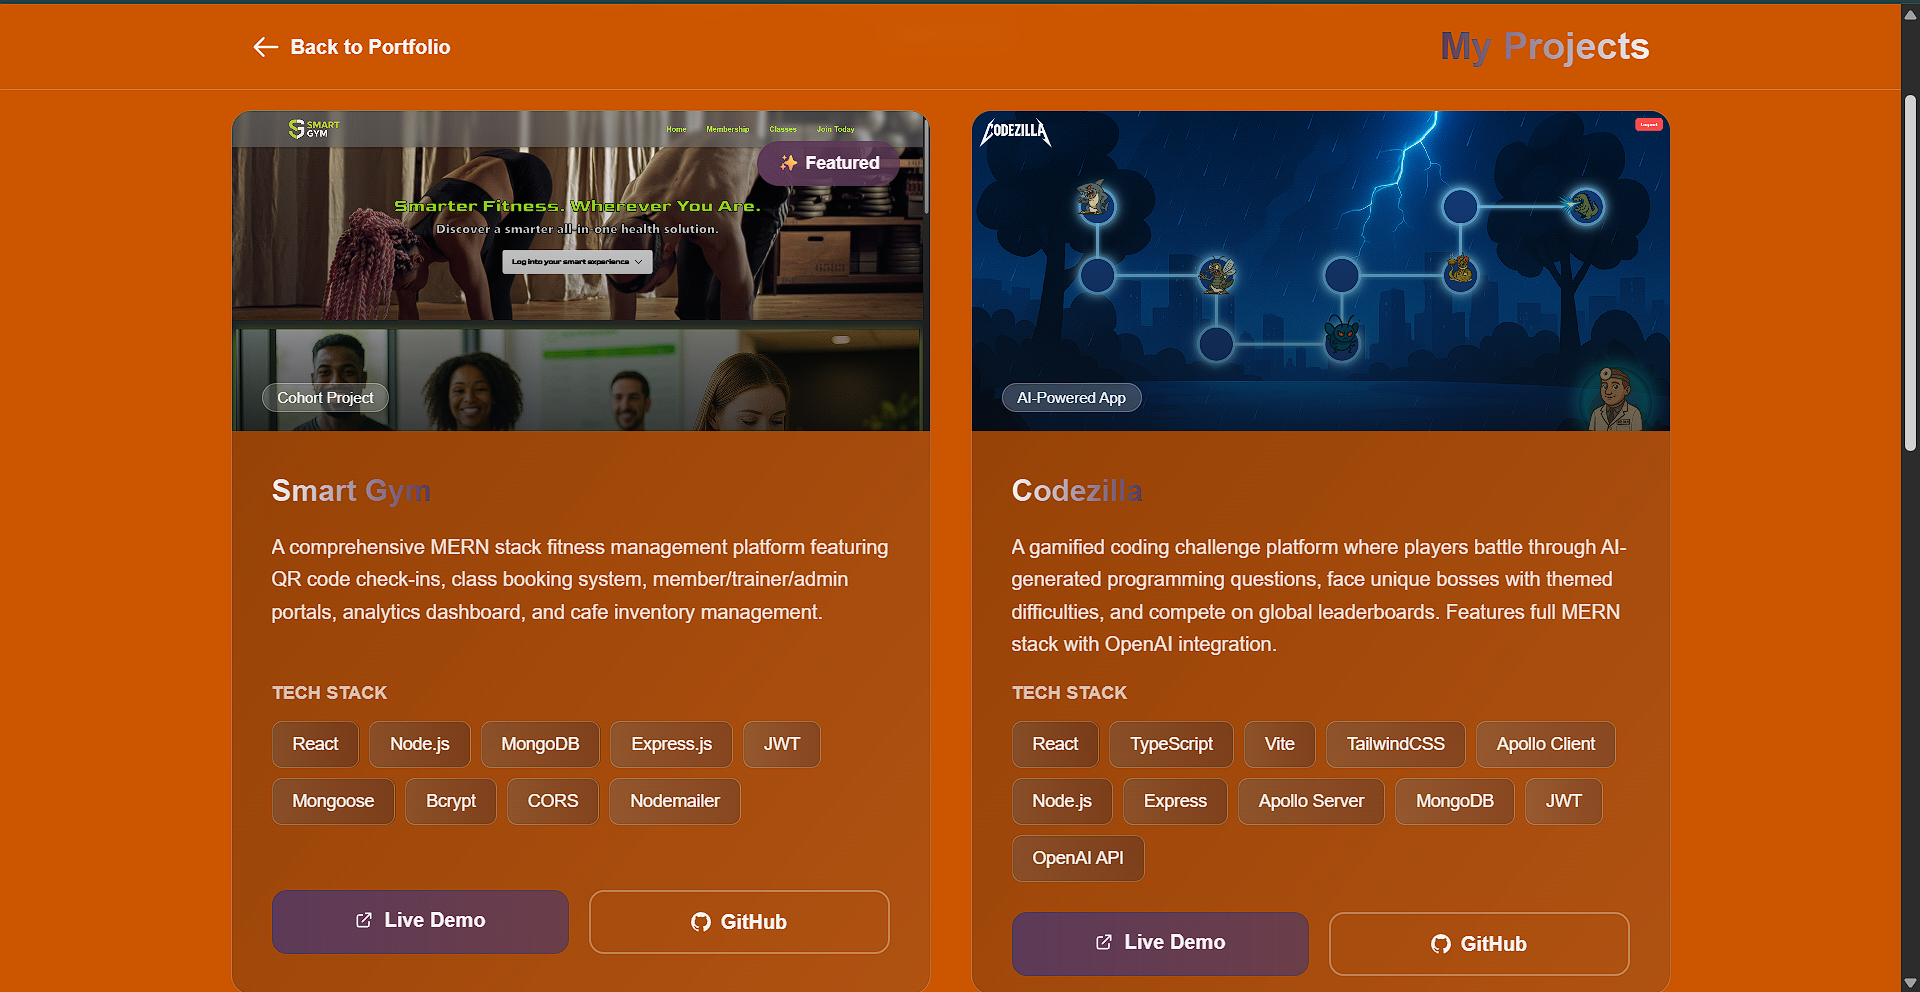 Back to Portfolio
My Projects
SMART
GYM
Home Membership Classes Join Today
✨ Featured
Smarter Fitness. Wherever You Are.
Discover a smarter all-in-one health solution.
Log into your smart experience
Cohort Project
Smart Gym
A comprehensive MERN stack fitness management platform featuring
QR code check-ins, class booking system, member/trainer/admin
portals, analytics dashboard, and cafe inventory management.
TECH STACK
React Node.js MongoDB Express.js JWT
Mongoose Bcrypt CORS Nodemailer
Live Demo GitHub
CODEZILLA
Logout
AI-Powered App
Codezilla
A gamified coding challenge platform where players battle through AI-
generated programming questions, face unique bosses with themed
difficulties, and compete on global leaderboards. Features full MERN
stack with OpenAI integration.
TECH STACK
React TypeScript Vite TailwindCSS Apollo Client
Node.js Express Apollo Server MongoDB JWT
OpenAI API
Live Demo GitHub